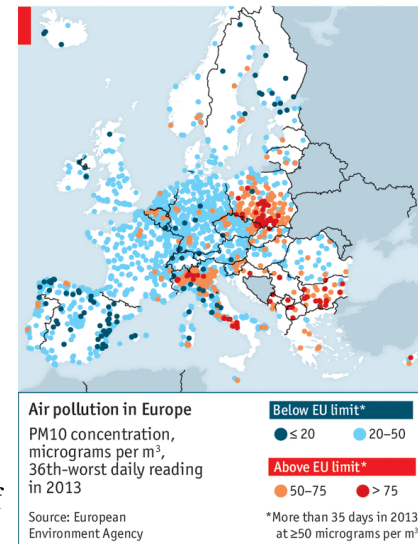 Air pollution in Europe
PM10 concentration,
micrograms per m³,
36th-worst daily reading
in 2013
Source: European
Environment Agency
Below EU limit*
≤ 20
20–50
Above EU limit*
50–75
> 75
*More than 35 days in 2013
at ≥50 micrograms per m³
f